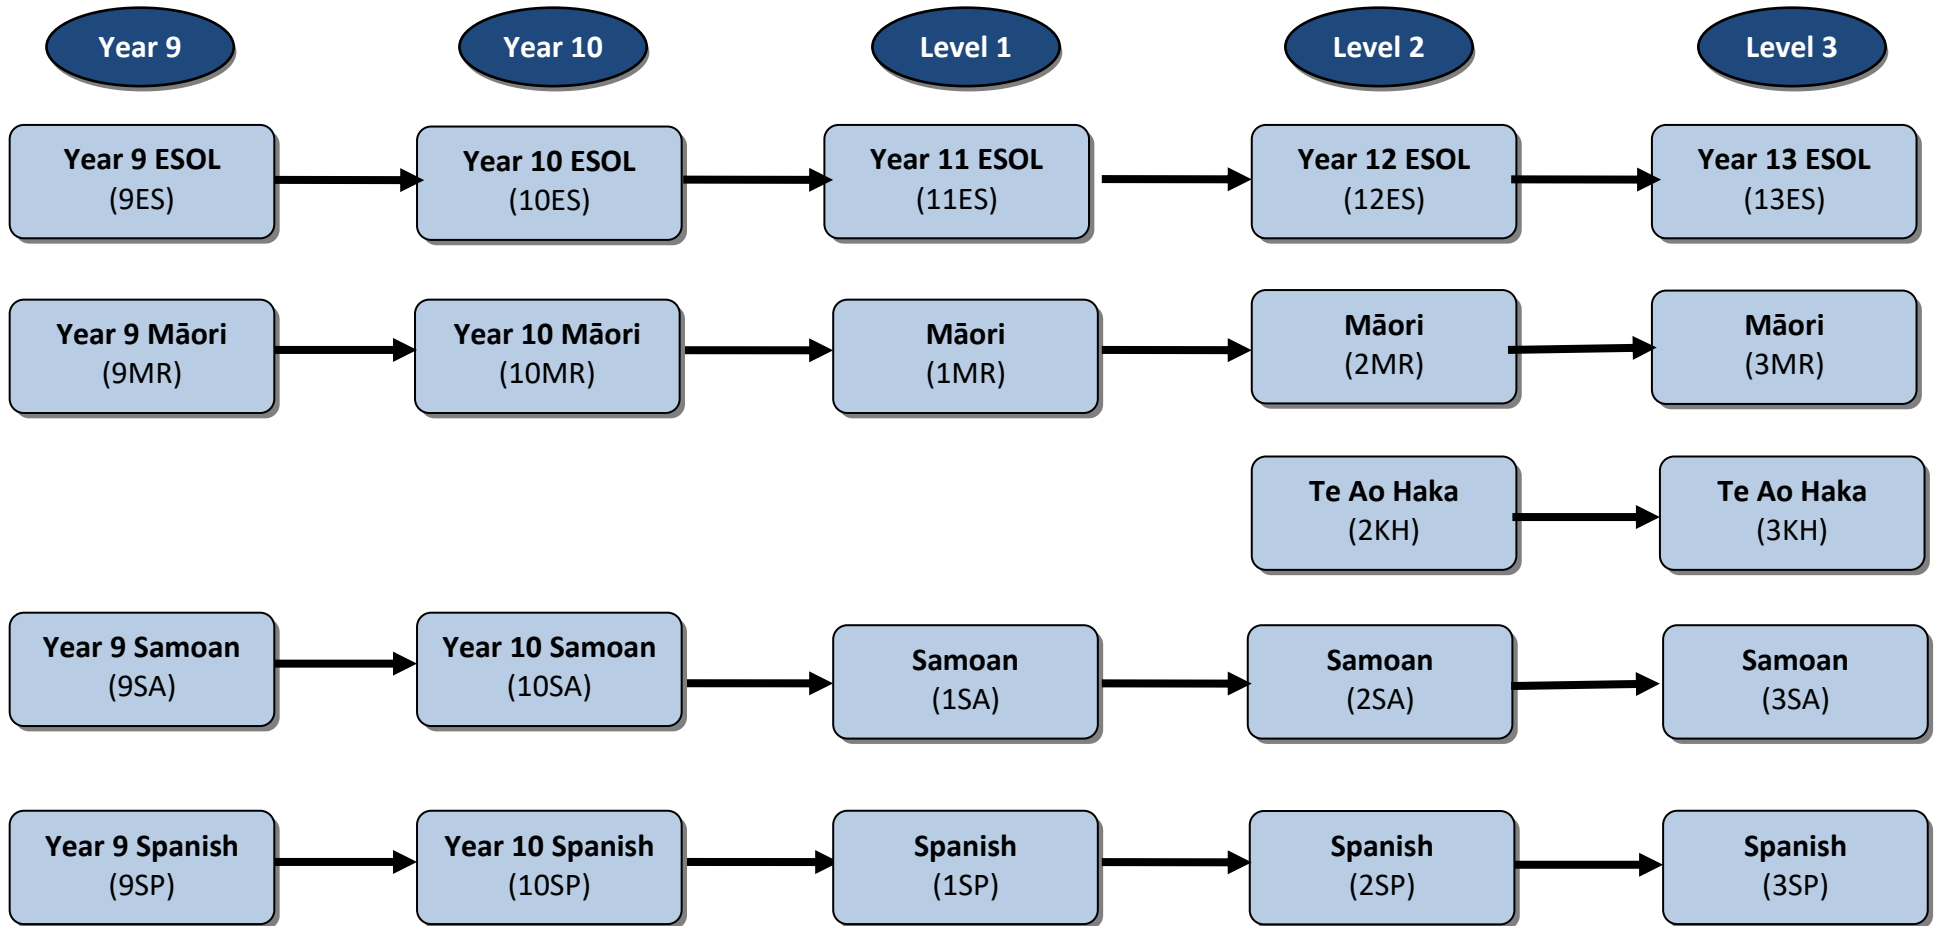 Year 9
Year 10
Level 1
Level 2
Level 3
Year 9 ESOL
(9ES)
Year 10 ESOL
(10ES)
Year 11 ESOL
(11ES)
Year 12 ESOL
(12ES)
Year 13 ESOL
(13ES)
Year 9 Māori
(9MR)
Year 10 Māori
(10MR)
Māori
(1MR)
Māori
(2MR)
Māori
(3MR)
Te Ao Haka
(2KH)
Te Ao Haka
(3KH)
Year 9 Samoan
(9SA)
Year 10 Samoan
(10SA)
Samoan
(1SA)
Samoan
(2SA)
Samoan
(3SA)
Year 9 Spanish
(9SP)
Year 10 Spanish
(10SP)
Spanish
(1SP)
Spanish
(2SP)
Spanish
(3SP)